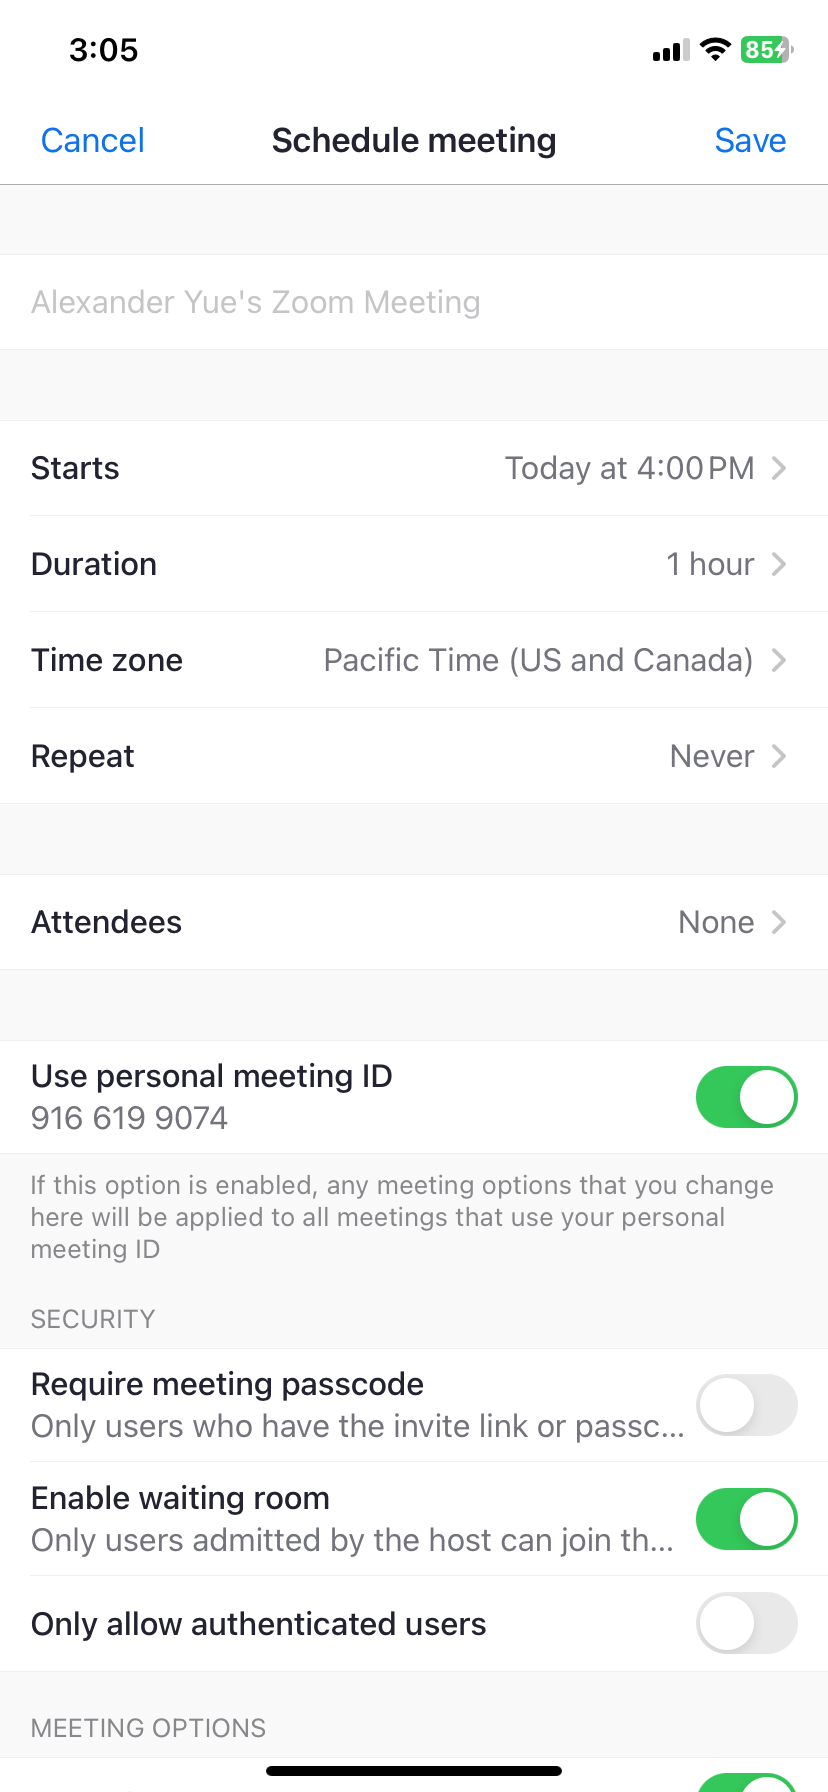 3:05
85
Cancel
Schedule meeting
Save
Alexander Yue's Zoom Meeting
Starts
Today at 4:00 PM
Duration
1 hour
Time zone
Pacific Time (US and Canada)
Repeat
Never
Attendees
None
Use personal meeting ID
916 619 9074
If this option is enabled, any meeting options that you change
here will be applied to all meetings that use your personal
meeting ID
SECURITY
Require meeting passcode
Only users who have the invite link or passc...
Enable waiting room
Only users admitted by the host can join th...
Only allow authenticated users
MEETING OPTIONS